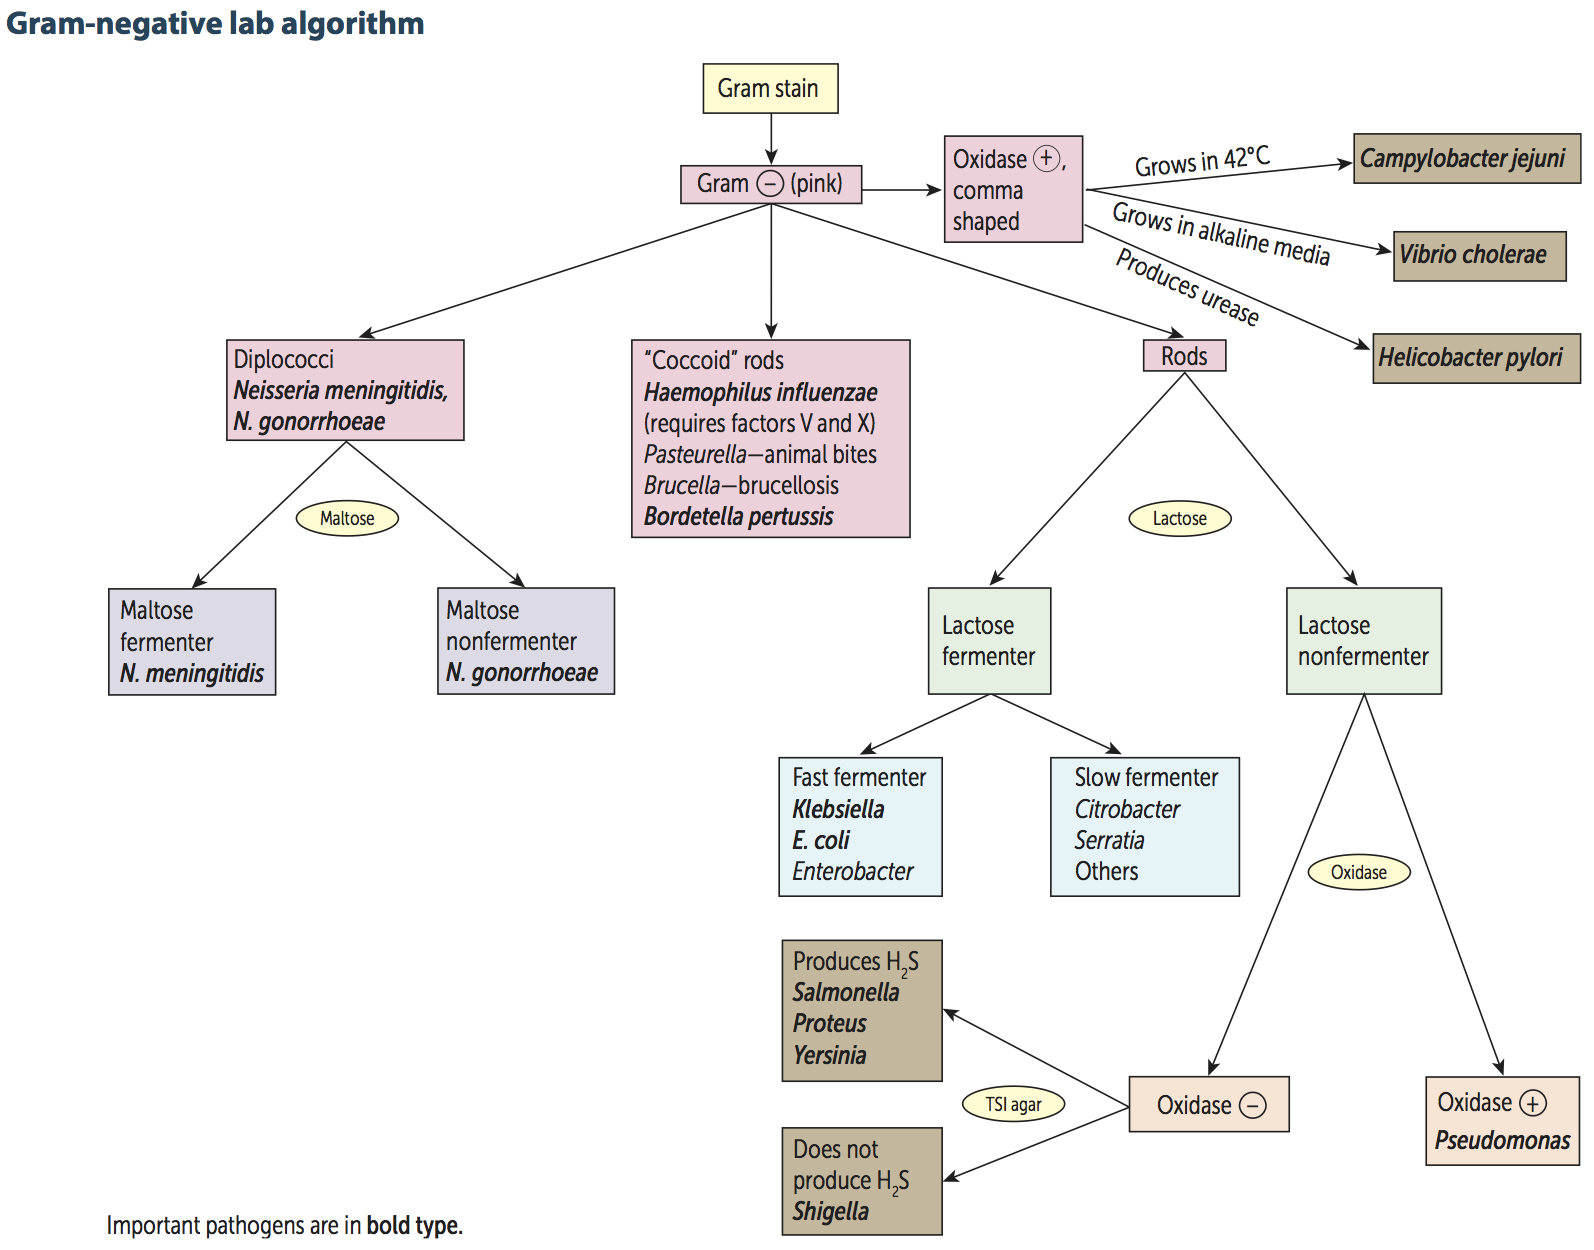 Gram-negative lab algorithm
Gram stain
Gram ⊖ (pink)
Oxidase ⊕,
comma
shaped
Grows in 42°C
Campylobacter jejuni
Grows in alkaline media
Vibrio cholerae
Produces urease
Helicobacter pylori
Diplococci
Neisseria meningitidis,
N. gonorrhoeae
"Coccoid" rods
Haemophilus influenzae
(requires factors V and X)
Pasteurella—animal bites
Brucella—brucellosis
Bordetella pertussis
Rods
Maltose
Lactose
Maltose
fermenter
N. meningitidis
Maltose
nonfermenter
N. gonorrhoeae
Lactose
fermenter
Lactose
nonfermenter
Fast fermenter
Klebsiella
E. coli
Enterobacter
Slow fermenter
Citrobacter
Serratia
Others
Oxidase
Produces H₂S
Salmonella
Proteus
Yersinia
TSI agar
Oxidase ⊖
Oxidase ⊕
Pseudomonas
Does not
produce H₂S
Shigella
Important pathogens are in bold type.